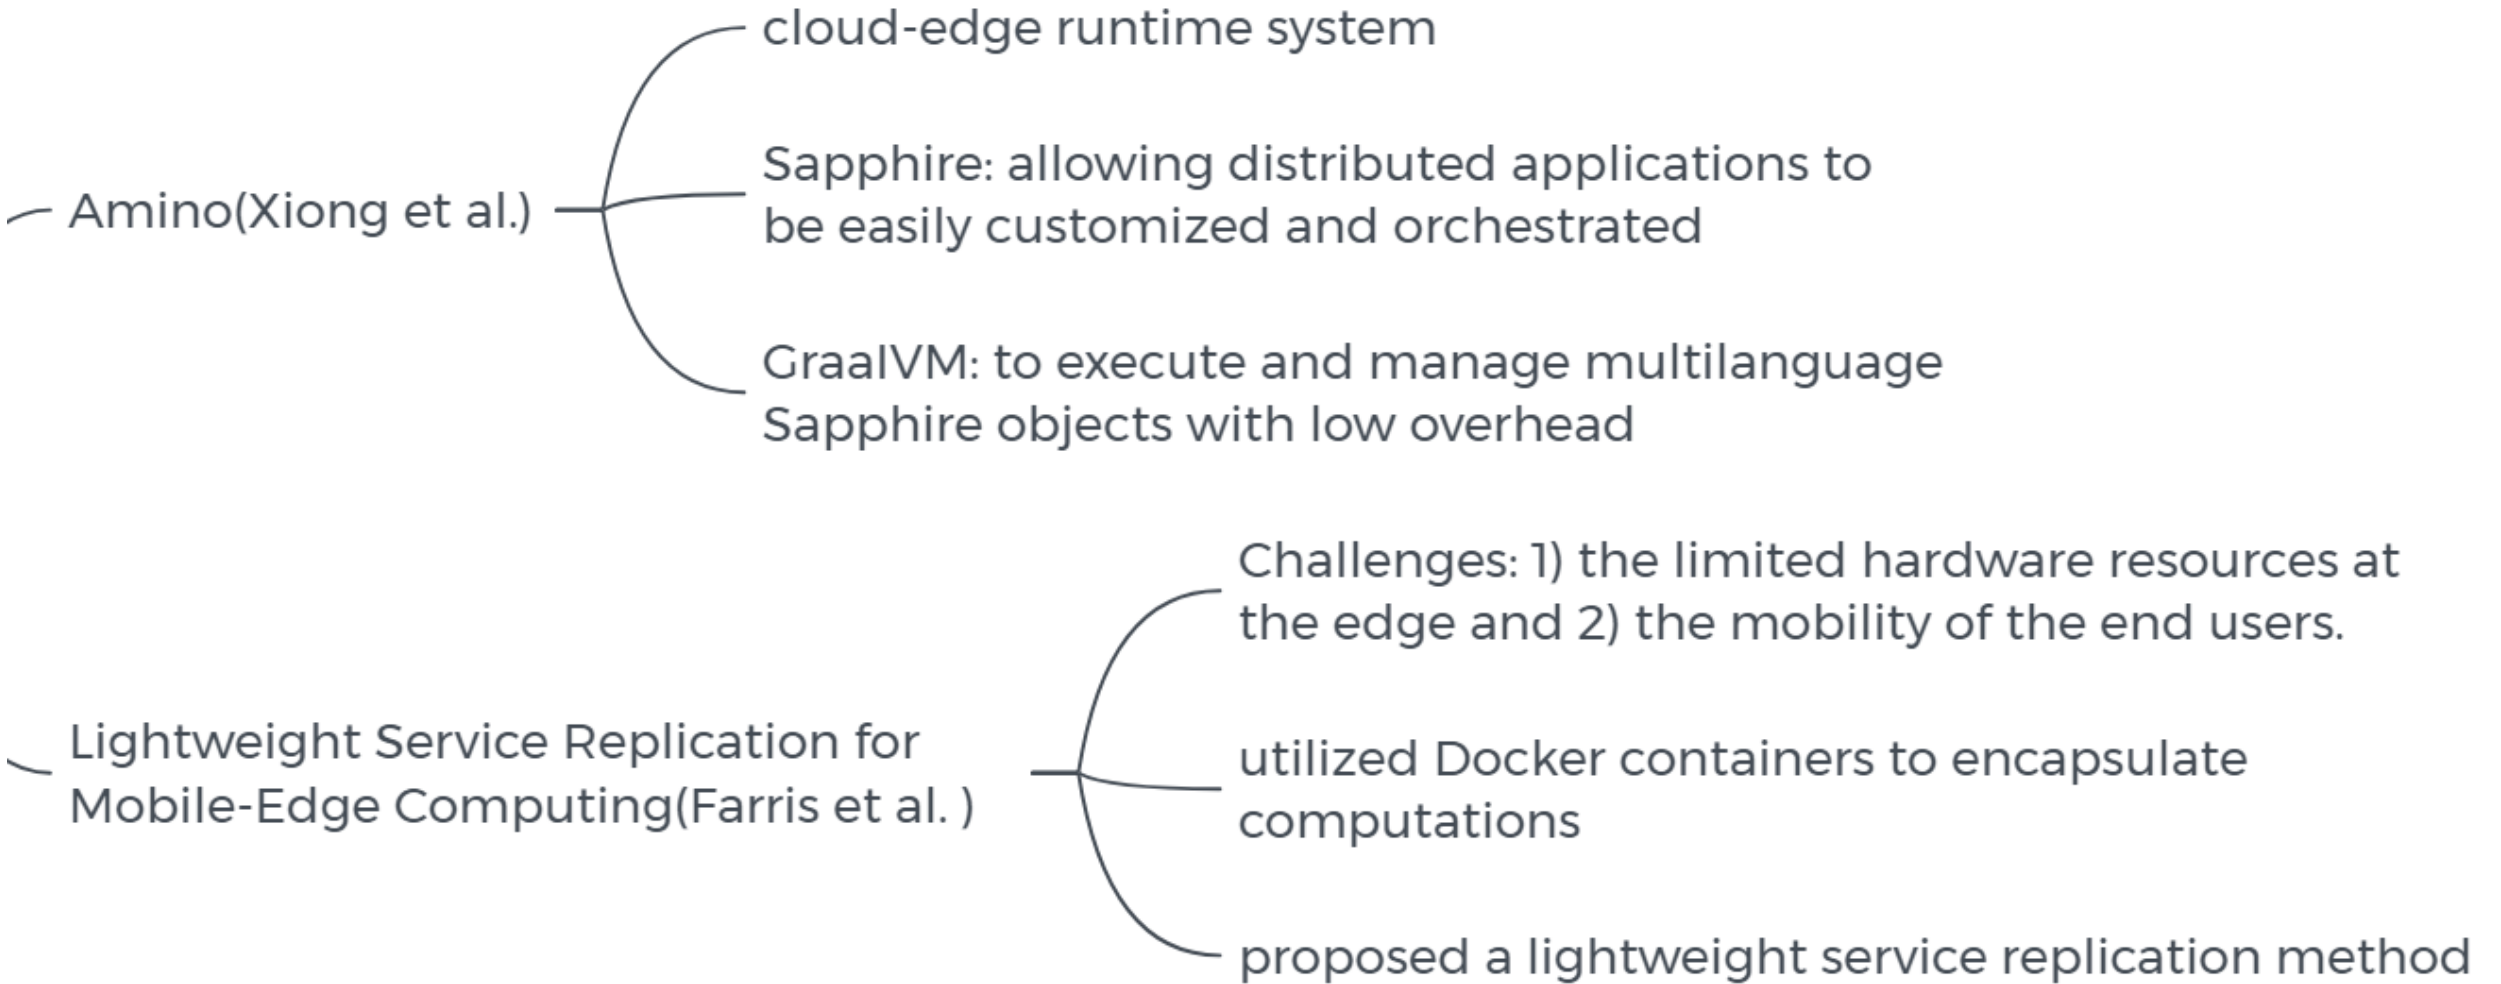 cloud-edge runtime system
Amino(Xiong et al.)
Sapphire: allowing distributed applications to
be easily customized and orchestrated
GraalVM: to execute and manage multilanguage
Sapphire objects with low overhead
Lightweight Service Replication for
Mobile-Edge Computing(Farris et al. )
Challenges: 1) the limited hardware resources at
the edge and 2) the mobility of the end users.
utilized Docker containers to encapsulate
computations
proposed a lightweight service replication method